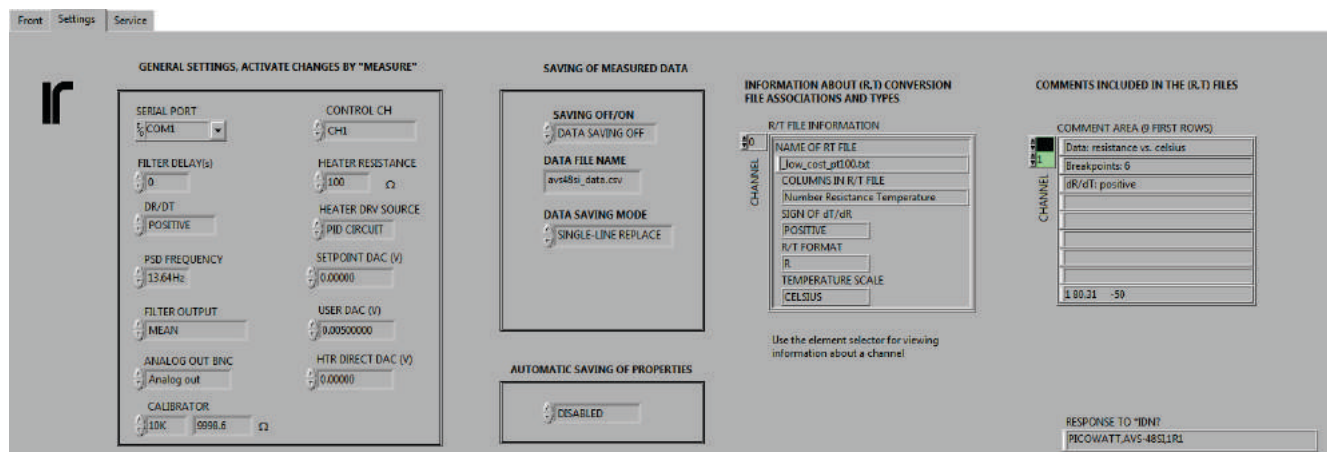 Front Settings Service
GENERAL SETTINGS, ACTIVATE CHANGES BY "MEASURE"
SERIAL PORT
COM1
FILTER DELAY(s)
0
DR/DT
POSITIVE
PSD FREQUENCY
13.64Hz
FILTER OUTPUT
MEAN
ANALOG OUT BNC
Analog out
CALIBRATOR
10K 9998.6 Ω
CONTROL CH
CH1
HEATER RESISTANCE
100 Ω
HEATER DRV SOURCE
PID CIRCUIT
SETPOINT DAC (V)
0.00000
USER DAC (V)
0.00500000
HTR DIRECT DAC (V)
0.00000
SAVING OF MEASURED DATA
SAVING OFF/ON
DATA SAVING OFF
DATA FILE NAME
avs48si_data.csv
DATA SAVING MODE
SINGLE-LINE REPLACE
AUTOMATIC SAVING OF PROPERTIES
DISABLED
INFORMATION ABOUT (R,T) CONVERSION
FILE ASSOCIATIONS AND TYPES
R/T FILE INFORMATION
0
CHANNEL
NAME OF RT FILE
_low_cost_pt100.txt
COLUMNS IN R/T FILE
Number Resistance Temperature
SIGN OF dT/dR
POSITIVE
R/T FORMAT
R
TEMPERATURE SCALE
CELSIUS
Use the element selector for viewing
information about a channel
COMMENTS INCLUDED IN THE (R,T) FILES
COMMENT AREA (9 FIRST ROWS)
1
CHANNEL
Data: resistance vs. celsius
Breakpoints: 6
dR/dT: positive
1 80.31 -50
RESPONSE TO *IDN?
PICOWATT,AVS-48SI,1R1